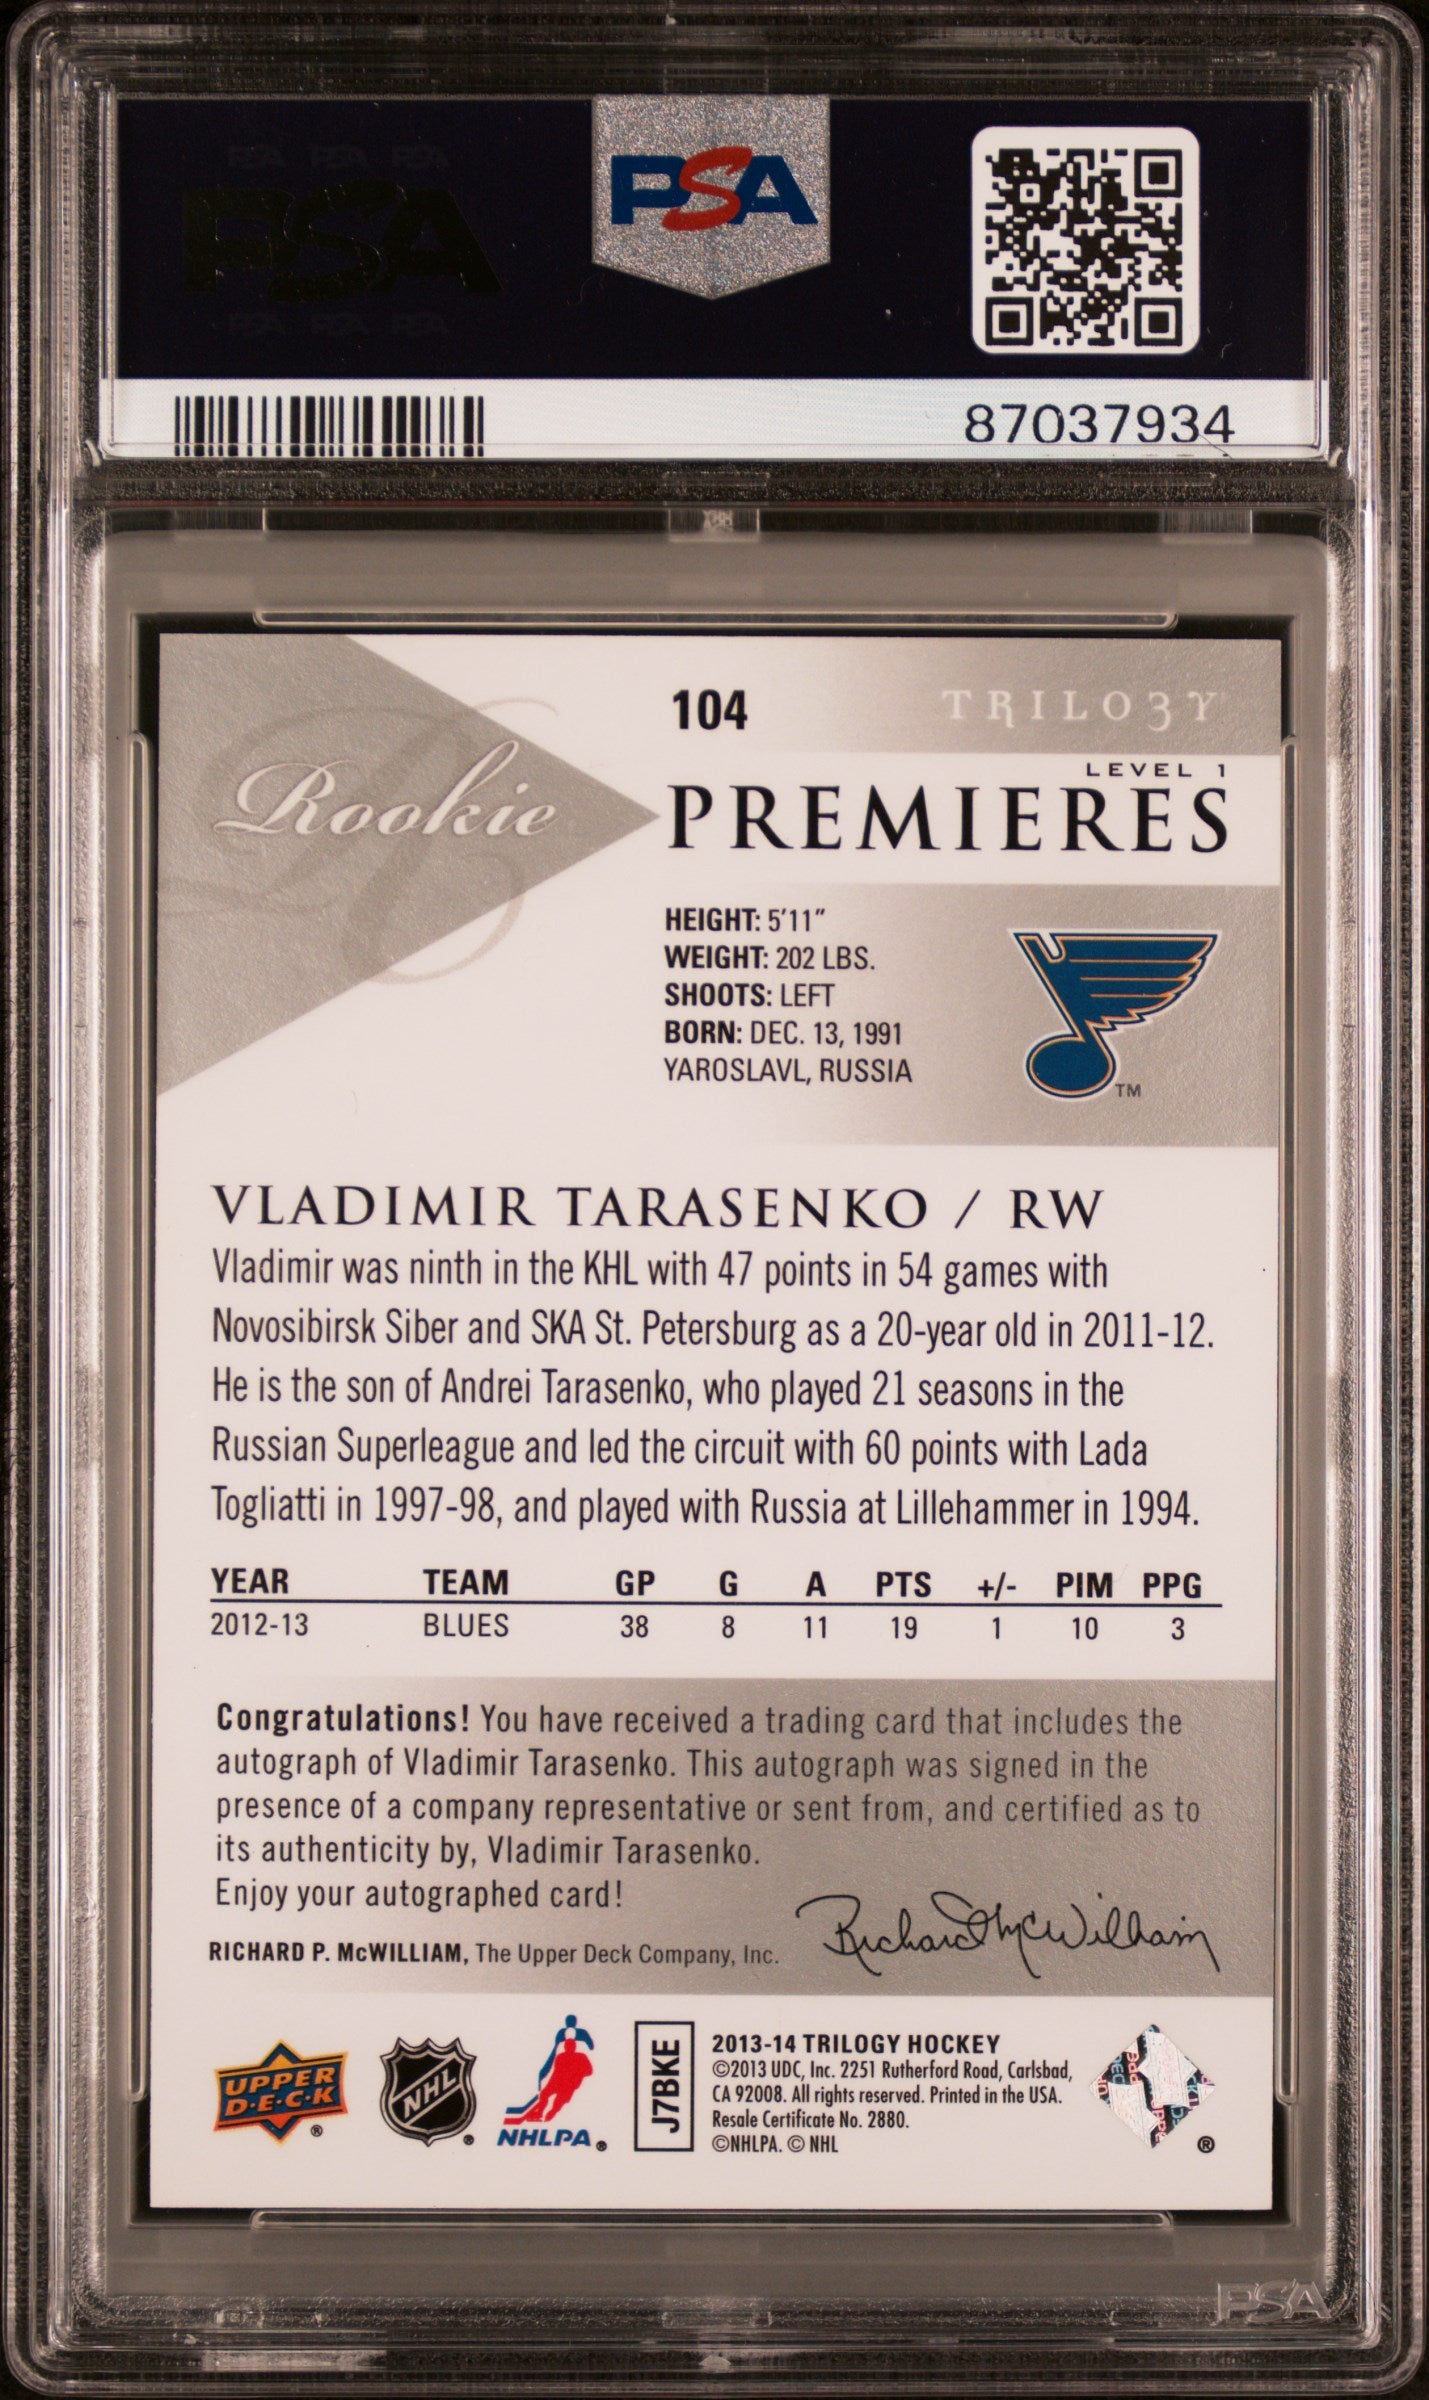 PSA PSA PSA
PSA
PSA PSA PSA
PSA
87037934
104
TRILOGY
Rookie
LEVEL 1
PREMIERES
HEIGHT: 5'11"
WEIGHT: 202 LBS.
SHOOTS: LEFT
BORN: DEC. 13, 1991
YAROSLAVL, RUSSIA
TM
VLADIMIR TARASENKO / RW
Vladimir was ninth in the KHL with 47 points in 54 games with
Novosibirsk Siber and SKA St. Petersburg as a 20-year old in 2011-12.
He is the son of Andrei Tarasenko, who played 21 seasons in the
Russian Superleague and led the circuit with 60 points with Lada
Togliatti in 1997-98, and played with Russia at Lillehammer in 1994.
YEAR TEAM GP G A PTS +/- PIM PPG
2012-13 BLUES 38 8 11 19 1 10 3
Congratulations! You have received a trading card that includes the
autograph of Vladimir Tarasenko. This autograph was signed in the
presence of a company representative or sent from, and certified as to
its authenticity by, Vladimir Tarasenko.
Enjoy your autographed card!
Richard McWilliam
RICHARD P. McWILLIAM, The Upper Deck Company, Inc.
UPPER
D·E·C·K
®
NHL
®
NHLPA®
J7BKE
2013-14 TRILOGY HOCKEY
©2013 UDC, Inc. 2251 Rutherford Road, Carlsbad,
CA 92008. All rights reserved. Printed in the USA.
Resale Certificate No. 2880.
©NHLPA. © NHL
®
PSA